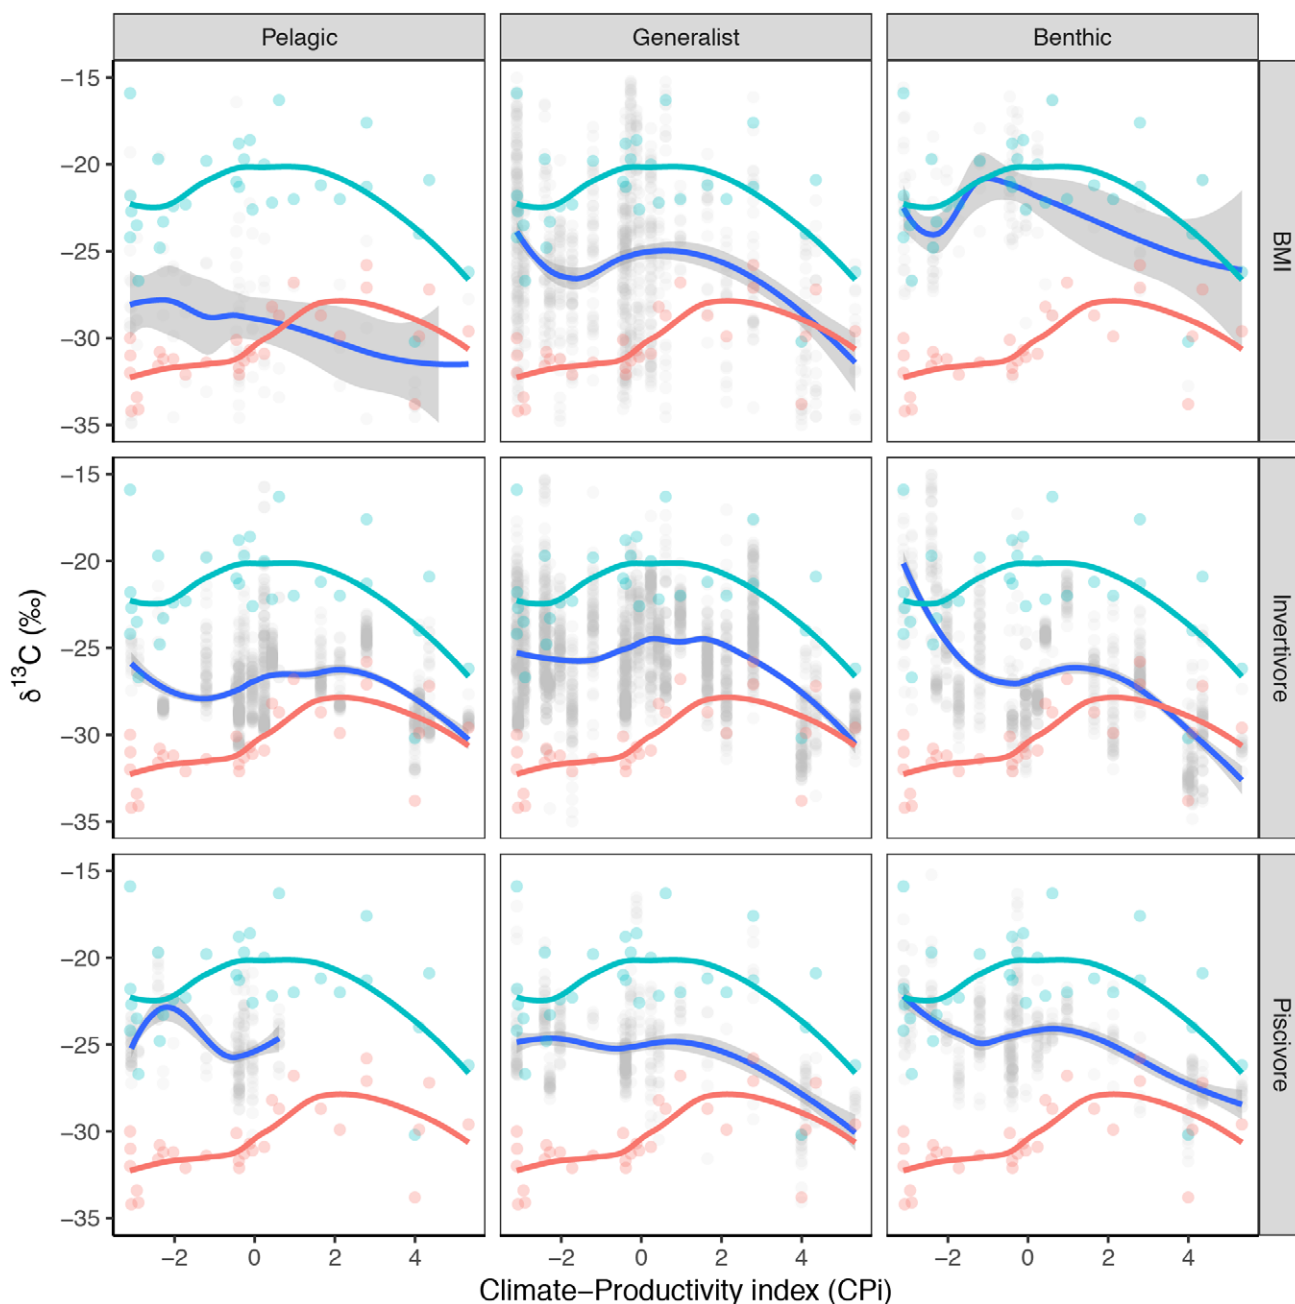 Pelagic
Generalist
Benthic
−15
−20
−25
−30
−35
BMI
−15
−20
−25
−30
−35
Invertivore
−15
−20
−25
−30
−35
Piscivore
δ¹³C (‰)
−2 0 2 4
−2 0 2 4
−2 0 2 4
Climate−Productivity index (CPi)